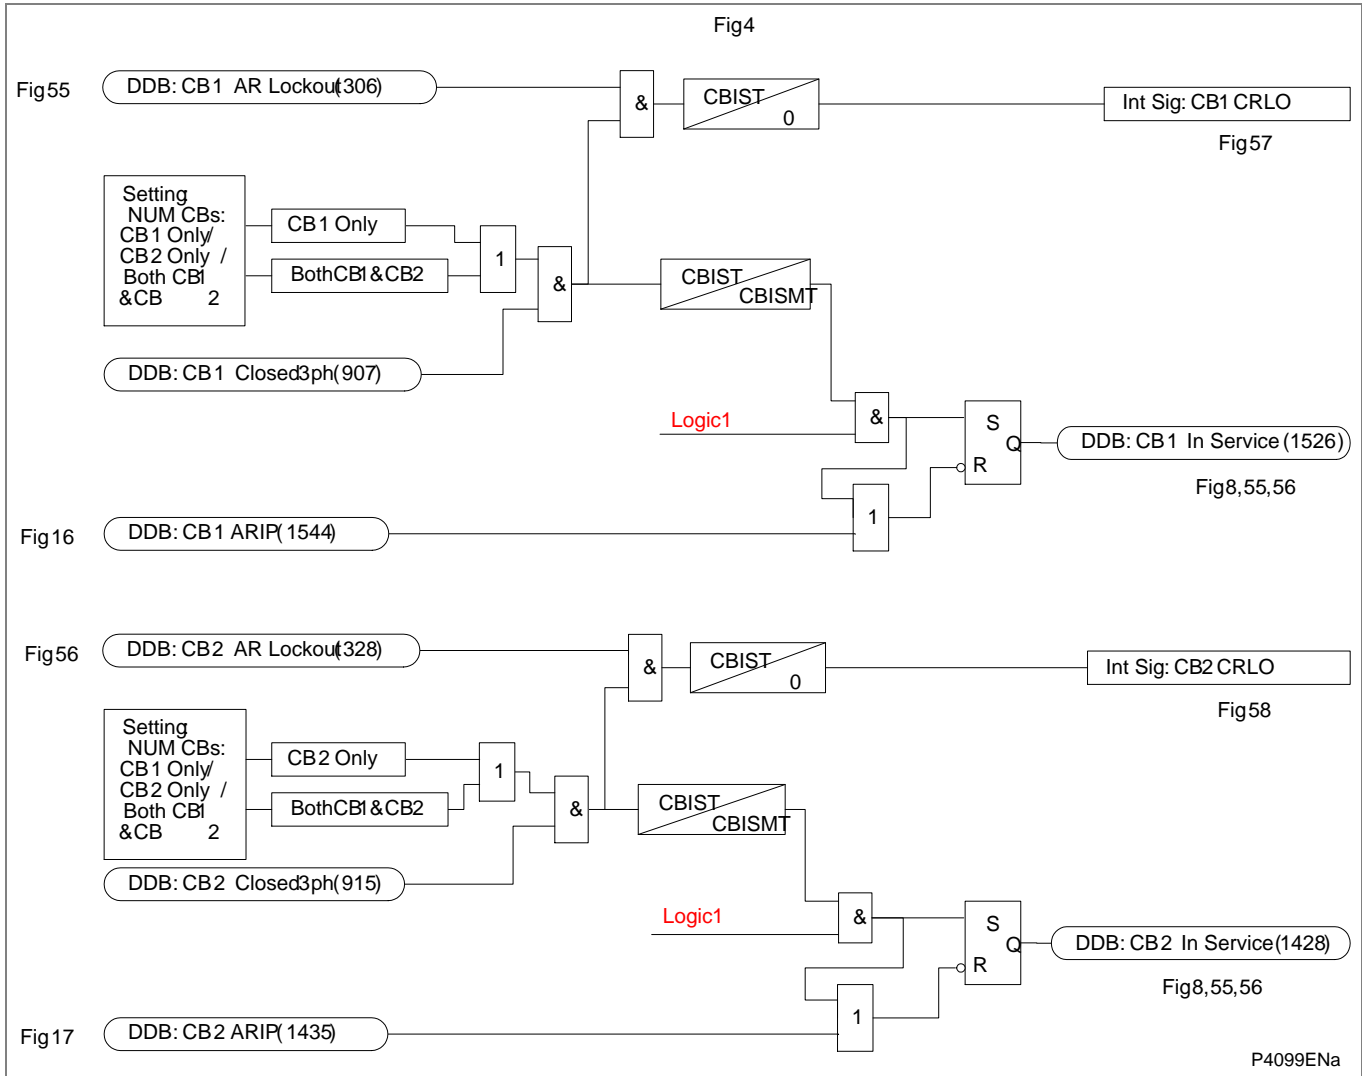 Fig4
Fig55
DDB: CB1 AR Lockout(306)
&
CBIST
0
Int Sig: CB1 CRLO
Fig57
Setting:
NUM CBs:
CB1 Only/
CB2 Only /
Both CB1
&CB 2
CB1 Only
BothCB1&CB2
1
&
CBIST
CBISMT
DDB: CB1 Closed3ph(907)
Logic1
&
S
Q
R
DDB: CB1 In Service (1526)
Fig8,55,56
1
Fig16
DDB: CB1 ARIP(1544)
Fig56
DDB: CB2 AR Lockout(328)
&
CBIST
0
Int Sig: CB2 CRLO
Fig58
Setting:
NUM CBs:
CB1 Only/
CB2 Only /
Both CB1
&CB 2
CB2 Only
BothCB1&CB2
1
&
CBIST
CBISMT
DDB: CB2 Closed3ph(915)
Logic1
&
S
Q
R
DDB: CB2 In Service(1428)
Fig8,55,56
1
Fig17
DDB: CB2 ARIP(1435)
P4099ENa